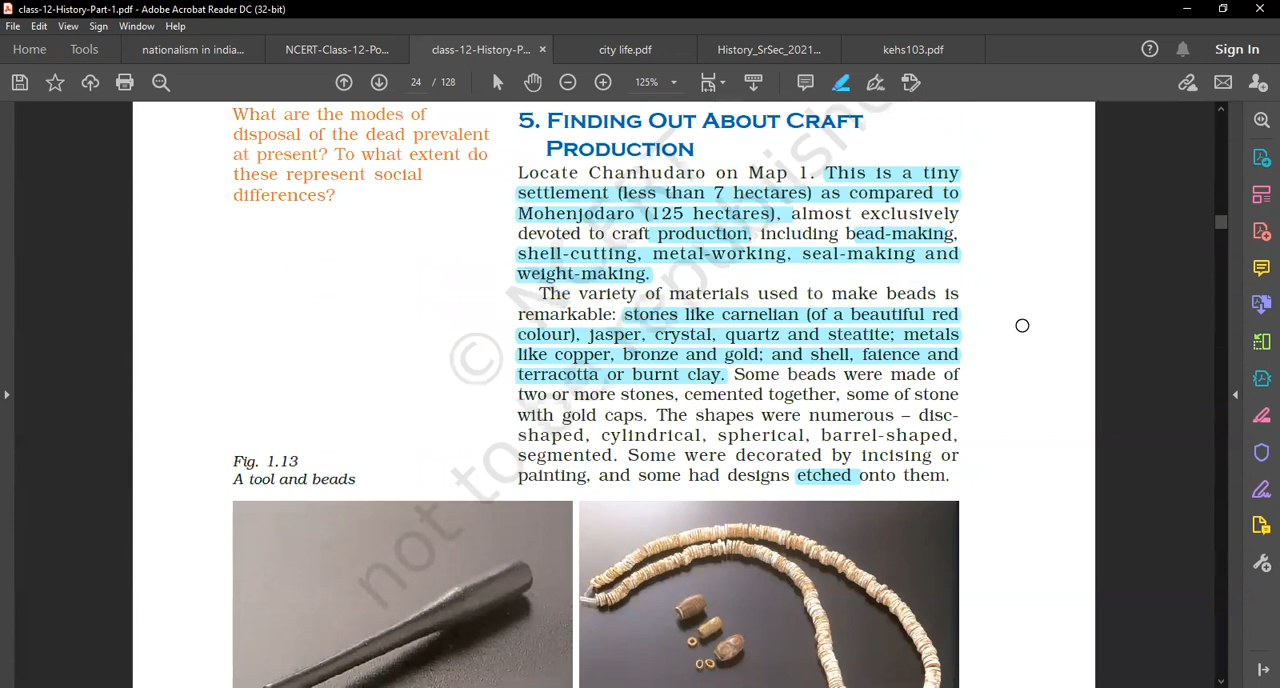 class-12-History-Part-1.pdf - Adobe Acrobat Reader DC (32-bit)
File Edit View Sign Window Help
Home Tools nationalism in india... NCERT-Class-12-Po... class-12-History-P... × city life.pdf History_SrSec_2021... kehs103.pdf Sign In
24 / 128 125%
What are the modes of
disposal of the dead prevalent
at present? To what extent do
these represent social
differences?
5. FINDING OUT ABOUT CRAFT
PRODUCTION
Locate Chanhudaro on Map 1. This is a tiny
settlement (less than 7 hectares) as compared to
Mohenjodaro (125 hectares), almost exclusively
devoted to craft production, including bead-making,
shell-cutting, metal-working, seal-making and
weight-making.
The variety of materials used to make beads is
remarkable: stones like carnelian (of a beautiful red
colour), jasper, crystal, quartz and steatite; metals
like copper, bronze and gold; and shell, faience and
terracotta or burnt clay. Some beads were made of
two or more stones, cemented together, some of stone
with gold caps. The shapes were numerous – disc-
shaped, cylindrical, spherical, barrel-shaped,
segmented. Some were decorated by incising or
painting, and some had designs etched onto them.
Fig. 1.13
A tool and beads
© NCERT
not to be republishe